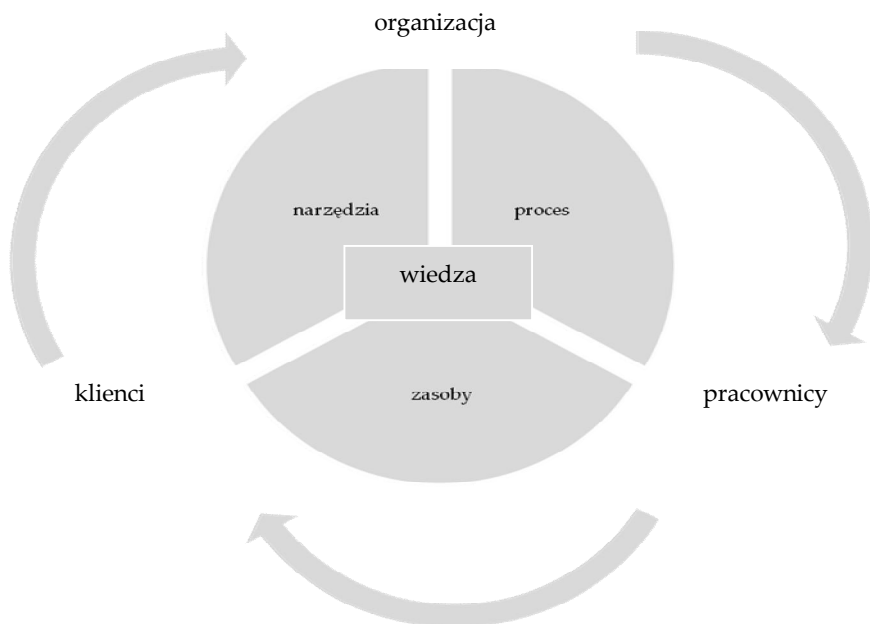 organizacja
narzędzia
proces
wiedza
klienci
zasoby
pracownicy